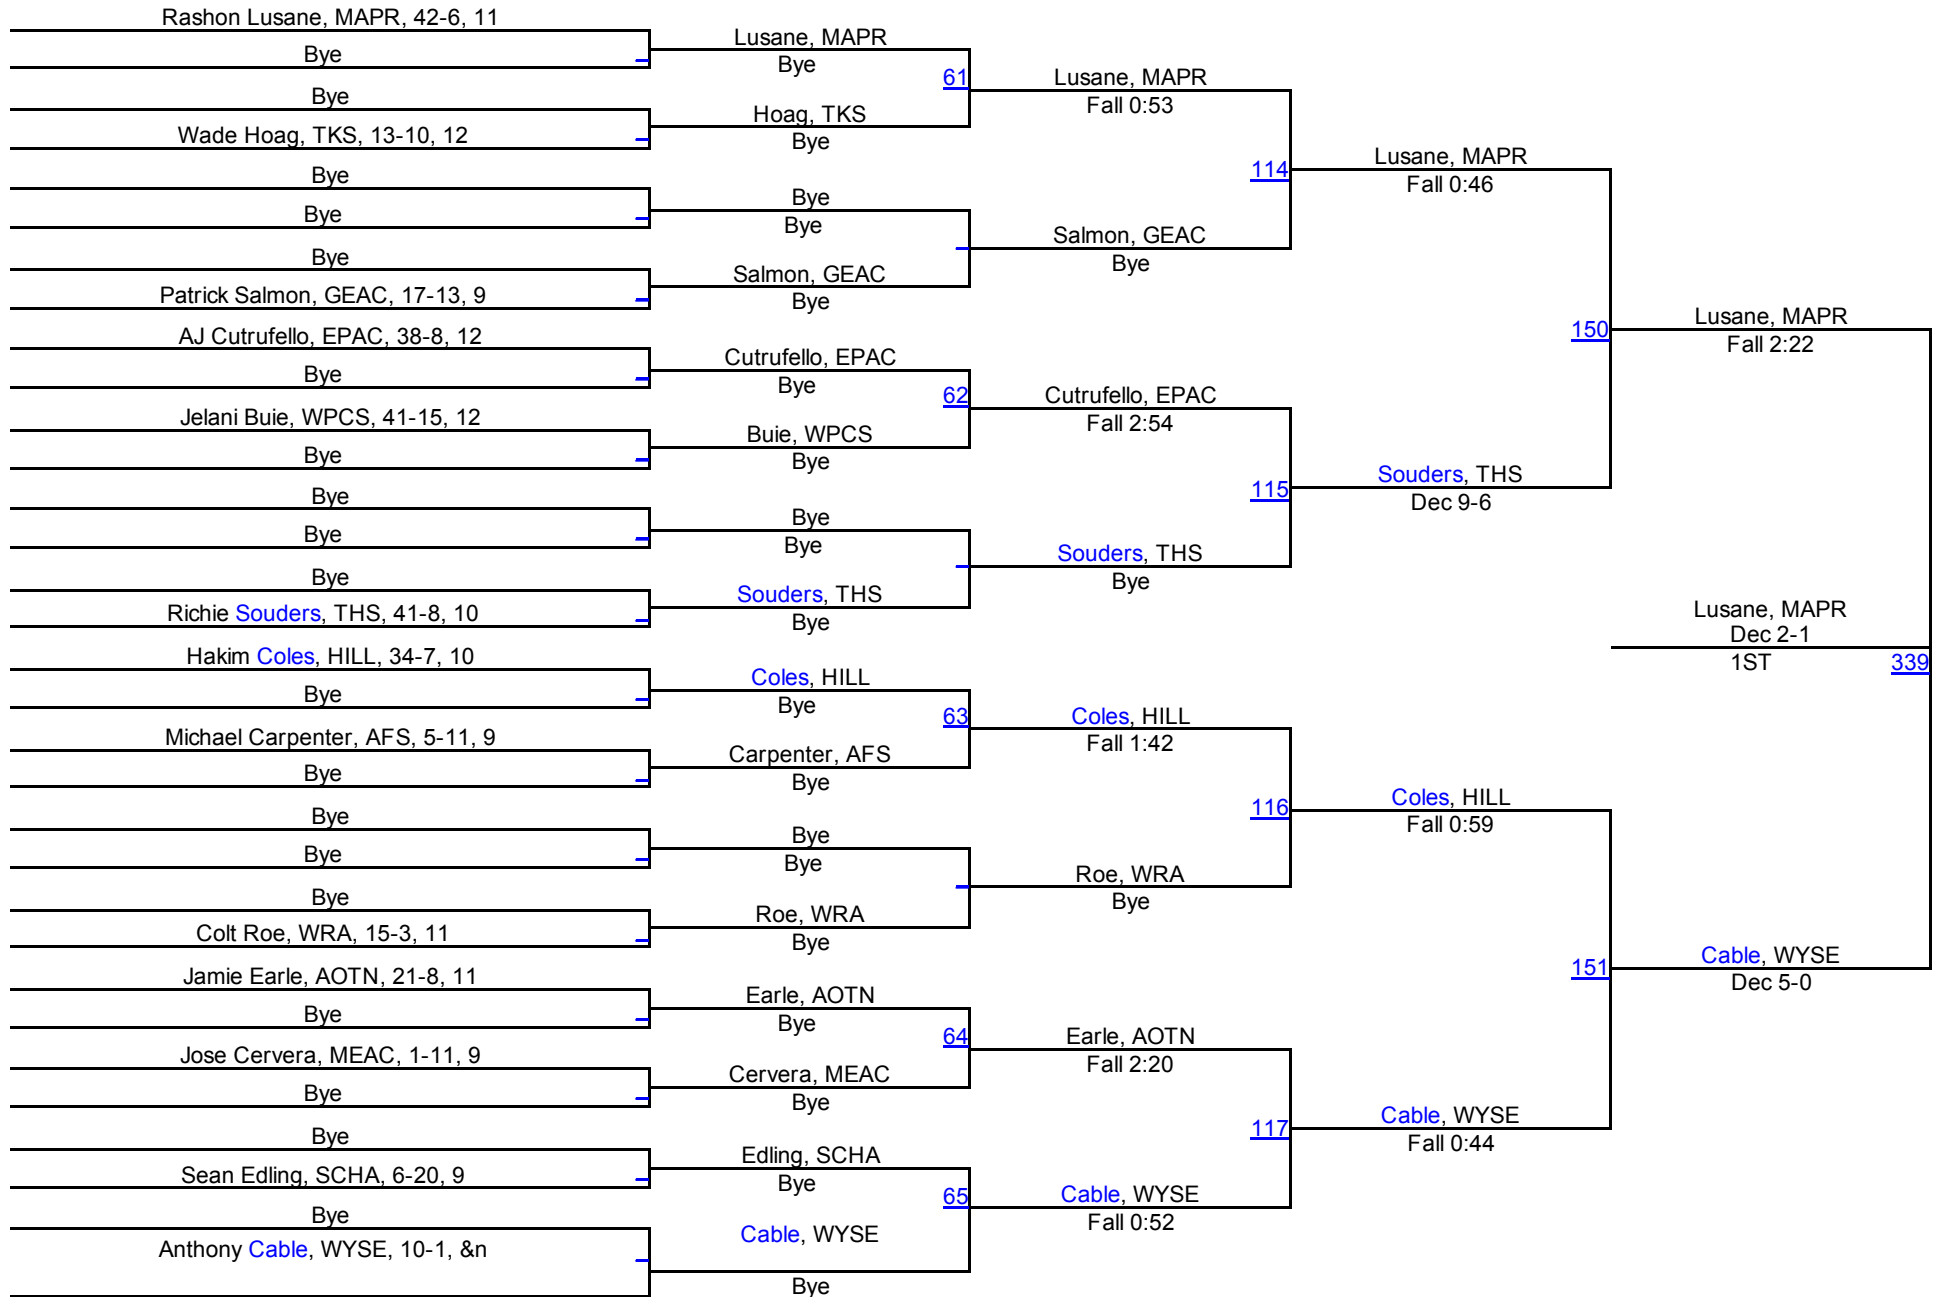 Rashon Lusane, MAPR, 42-6, 11
Bye
Bye
Wade Hoag, TKS, 13-10, 12
Bye
Bye
Bye
Patrick Salmon, GEAC, 17-13, 9
AJ Cutrufello, EPAC, 38-8, 12
Bye
Jelani Buie, WPCS, 41-15, 12
Bye
Bye
Bye
Bye
Richie Souders, THS, 41-8, 10
Hakim Coles, HILL, 34-7, 10
Bye
Michael Carpenter, AFS, 5-11, 9
Bye
Bye
Bye
Bye
Colt Roe, WRA, 15-3, 11
Jamie Earle, AOTN, 21-8, 11
Bye
Jose Cervera, MEAC, 1-11, 9
Bye
Bye
Sean Edling, SCHA, 6-20, 9
Bye
Anthony Cable, WYSE, 10-1, &n
Lusane, MAPR
Bye
61
Hoag, TKS
Bye
Bye
Bye
Salmon, GEAC
Bye
Cutrufello, EPAC
Bye
62
Buie, WPCS
Bye
Bye
Bye
Souders, THS
Bye
Coles, HILL
Bye
63
Carpenter, AFS
Bye
Bye
Bye
Roe, WRA
Bye
Earle, AOTN
Bye
64
Cervera, MEAC
Bye
Edling, SCHA
Bye
65
Cable, WYSE
Bye
Lusane, MAPR
Fall 0:53
114
Salmon, GEAC
Bye
Cutrufello, EPAC
Fall 2:54
115
Souders, THS
Bye
Coles, HILL
Fall 1:42
116
Roe, WRA
Bye
Earle, AOTN
Fall 2:20
117
Cable, WYSE
Fall 0:52
Lusane, MAPR
Fall 0:46
150
Souders, THS
Dec 9-6
Coles, HILL
Fall 0:59
151
Cable, WYSE
Fall 0:44
Lusane, MAPR
Fall 2:22
Lusane, MAPR
Dec 2-1
1ST
339
Cable, WYSE
Dec 5-0